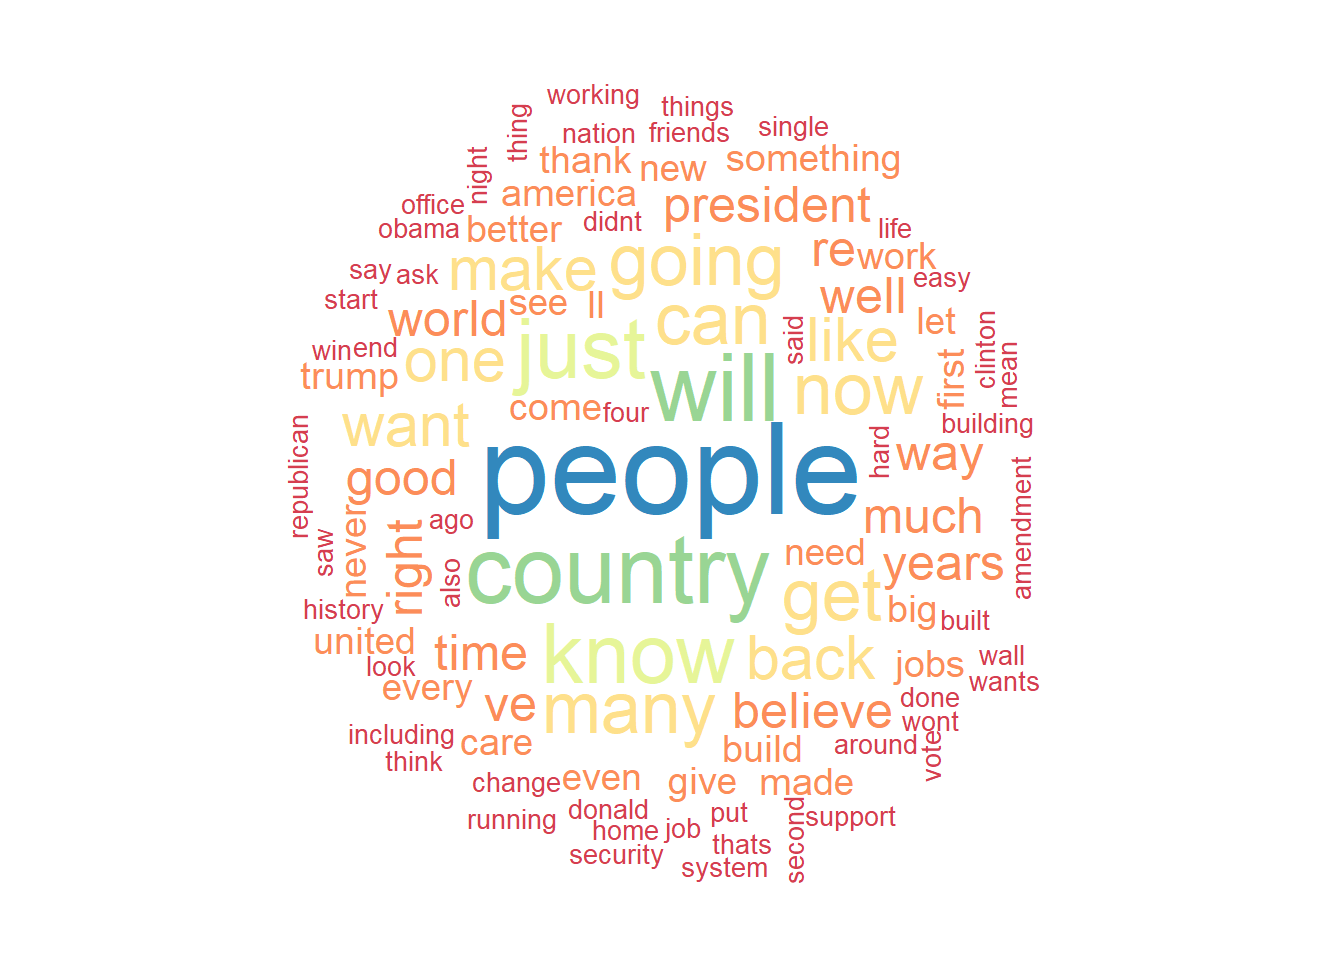 working
things
thing
nation
friends
single
night
thank
new
something
office
america
president
obama
better
didnt
life
say
ask
make
going
re
work
start
see
ll
can
well
easy
world
just
said
like
let
win
end
one
will
now
first
clinton
mean
trump
come
four
building
want
people
hard
way
republican
good
much
amendment
saw
never
right
ago
country
need
years
also
get
big
built
history
united
time
know
back
jobs
wall
look
wants
every
ve
many
believe
done
wont
including
care
build
around
vote
think
change
even
give
made
running
donald
home
job
put
second
support
security
thats
system